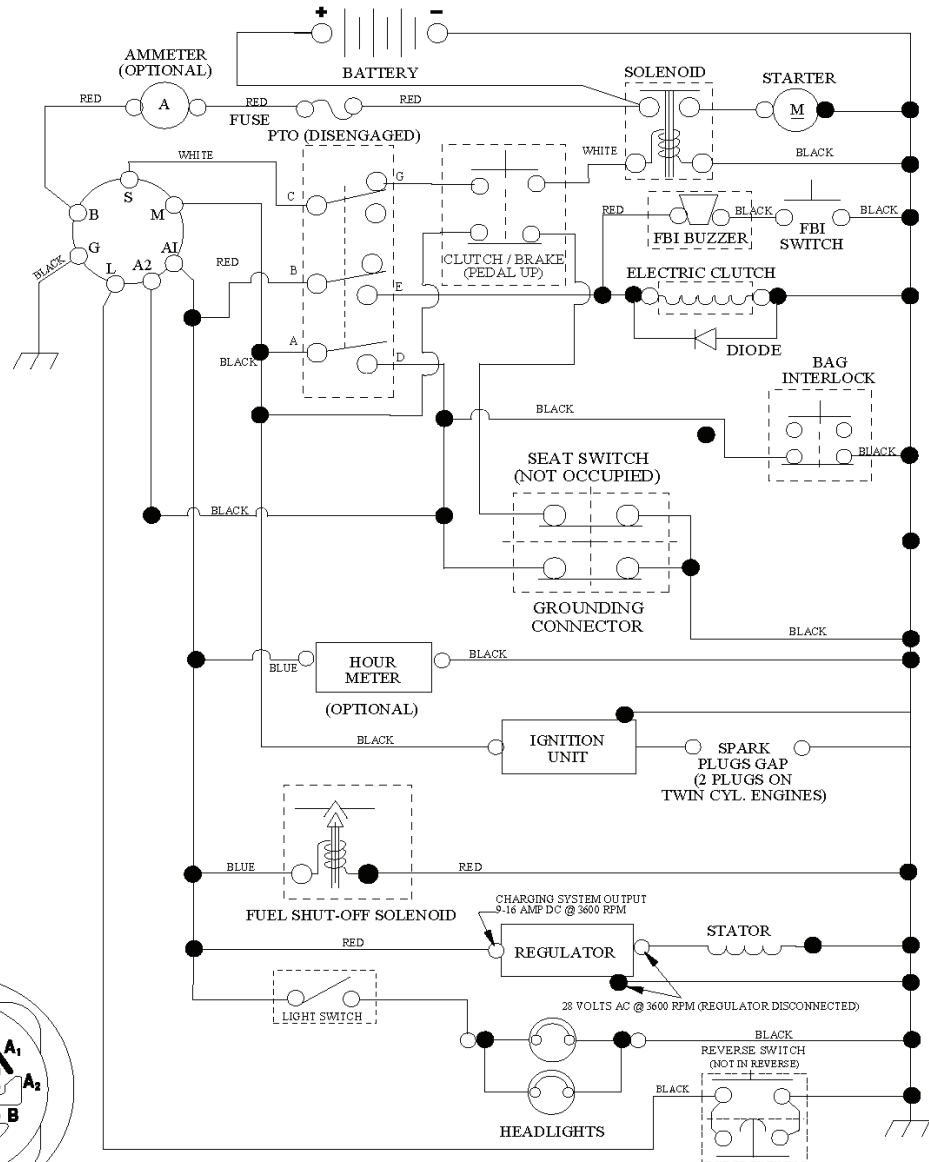 + −
BATTERY
AMMETER
(OPTIONAL)
SOLENOID
STARTER
RED
A
RED
FUSE
RED
M
PTO (DISENGAGED)
WHITE
WHITE
BLACK
S
B
M
G
L
A2
A1
BLACK
C
G
RED
B
E
A
D
BLACK
CLUTCH / BRAKE
(PEDAL UP)
RED
FBI BUZZER
BLACK
FBI
SWITCH
BLACK
ELECTRIC CLUTCH
DIODE
BAG
INTERLOCK
BLACK
BLACK
SEAT SWITCH
(NOT OCCUPIED)
BLACK
GROUNDING
CONNECTOR
BLACK
BLUE
HOUR
METER
BLACK
(OPTIONAL)
BLACK
IGNITION
UNIT
SPARK
PLUGS GAP
(2 PLUGS ON
TWIN CYL. ENGINES)
BLUE
RED
FUEL SHUT-OFF SOLENOID
CHARGING SYSTEM OUTPUT
9-16 AMP DC @ 3600 RPM
RED
REGULATOR
STATOR
28 VOLTS AC @ 3600 RPM (REGULATOR DISCONNECTED)
LIGHT SWITCH
BLACK
REVERSE SWITCH
(NOT IN REVERSE)
BLACK
HEADLIGHTS
A1
A2
B